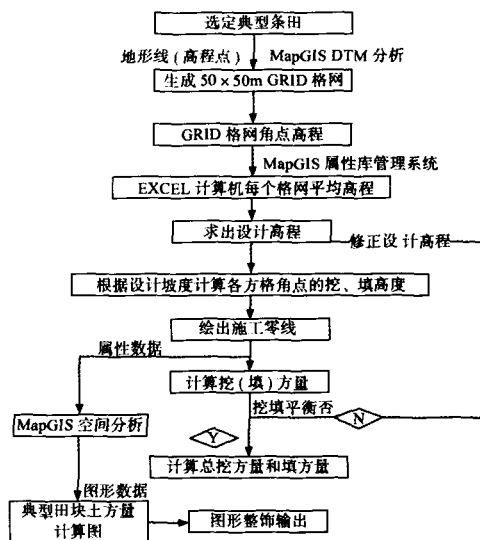 选定典型条田
地形线(高程点) MapGIS DTM 分析
生成 50×50m GRID 格网
GRID 格网角点高程
MapGIS 属性库管理系统
EXCEL 计算机每个格网平均高程
求出设计高程
修正设 计高程
根据设计坡度计算各方格角点的挖、填高度
绘出施工零线
属性数据
计算挖(填)方量
挖填平衡否
N
MapGIS 空间分析
Y
计算总挖方量和填方量
图形数据
典型田块土方量
计算图
图形整饰输出